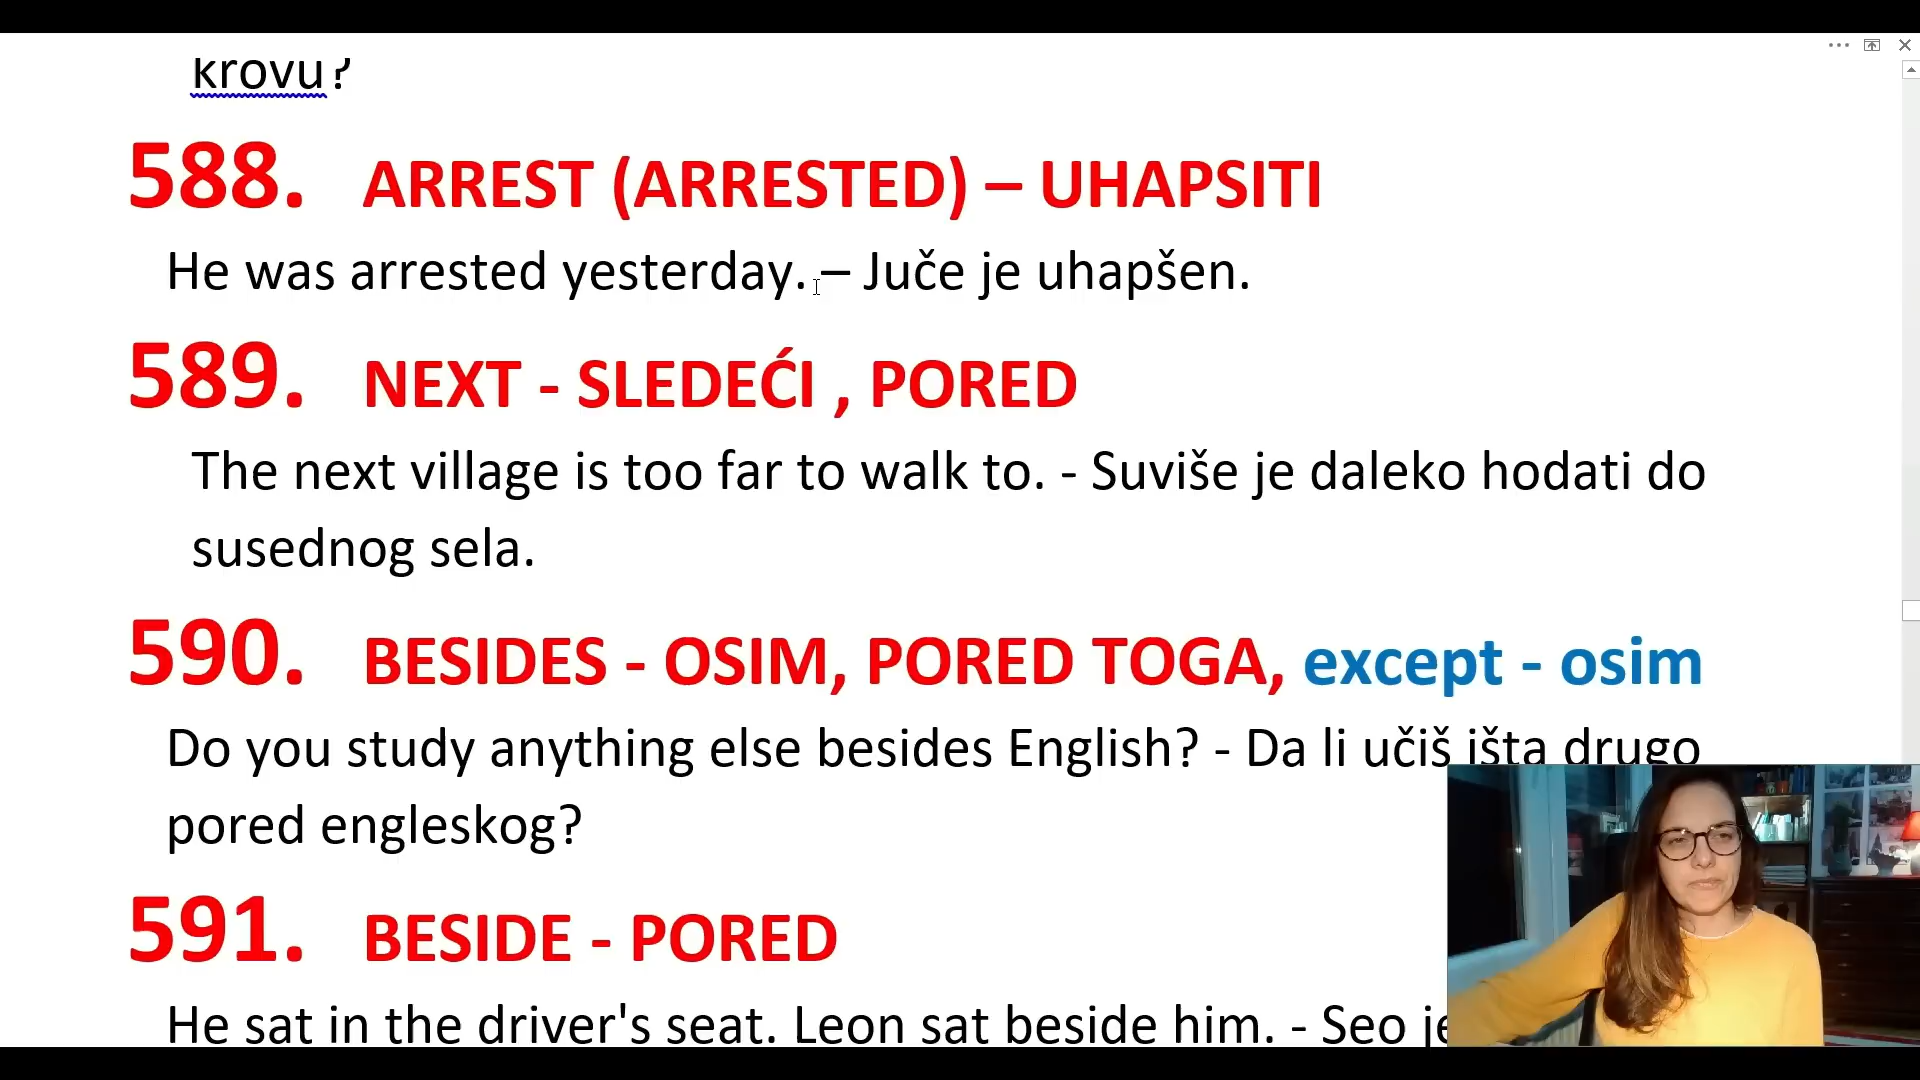 krovu?
588. ARREST (ARRESTED) – UHAPSITI
He was arrested yesterday. – Juče je uhapšen.
589. NEXT - SLEDEĆI , PORED
The next village is too far to walk to. - Suviše je daleko hodati do
susednog sela.
590. BESIDES - OSIM, PORED TOGA, except - osim
Do you study anything else besides English? - Da li učiš išta drugo
pored engleskog?
591. BESIDE - PORED
He sat in the driver's seat. Leon sat beside him. - Seo je